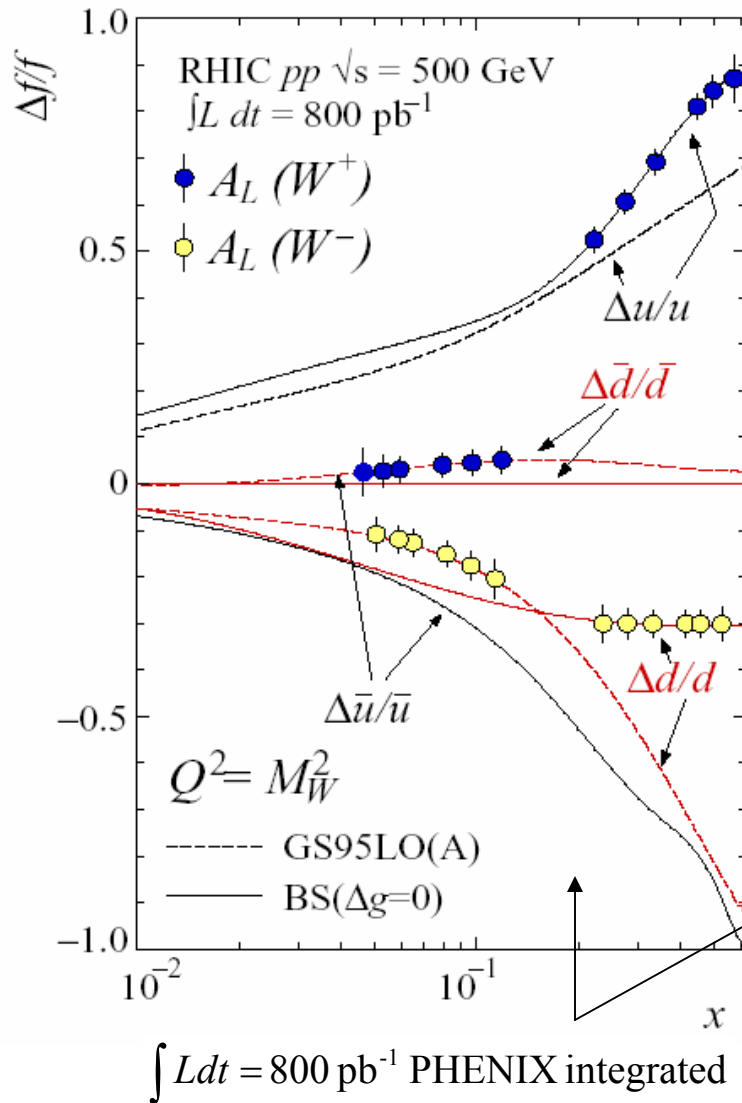 1.0
Δf/f
RHIC pp √s = 500 GeV
∫L dt = 800 pb⁻¹
A_L (W⁺)
A_L (W⁻)
0.5
Δu/u
Δd̄/d̄
0
Δū/ū
Δd/d
−0.5
Q² = M²_W
GS95LO(A)
BS(Δg=0)
−1.0
10⁻² 10⁻¹
x
∫ Ldt = 800 pb⁻¹ PHENIX integrated